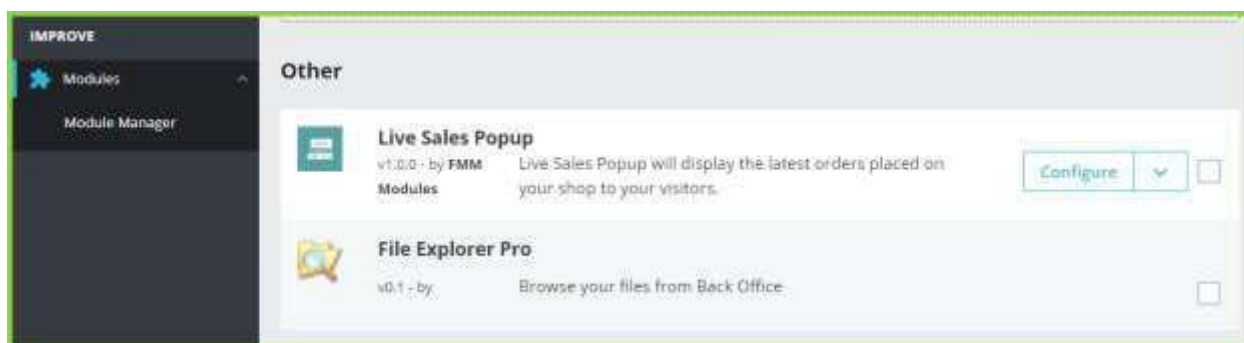 IMPROVE
Modules
Module Manager
Other
Live Sales Popup
v1.0.0 - by FMM Modules
Live Sales Popup will display the latest orders placed on
your shop to your visitors.
Configure
File Explorer Pro
v0.1 - by
Browse your files from Back Office